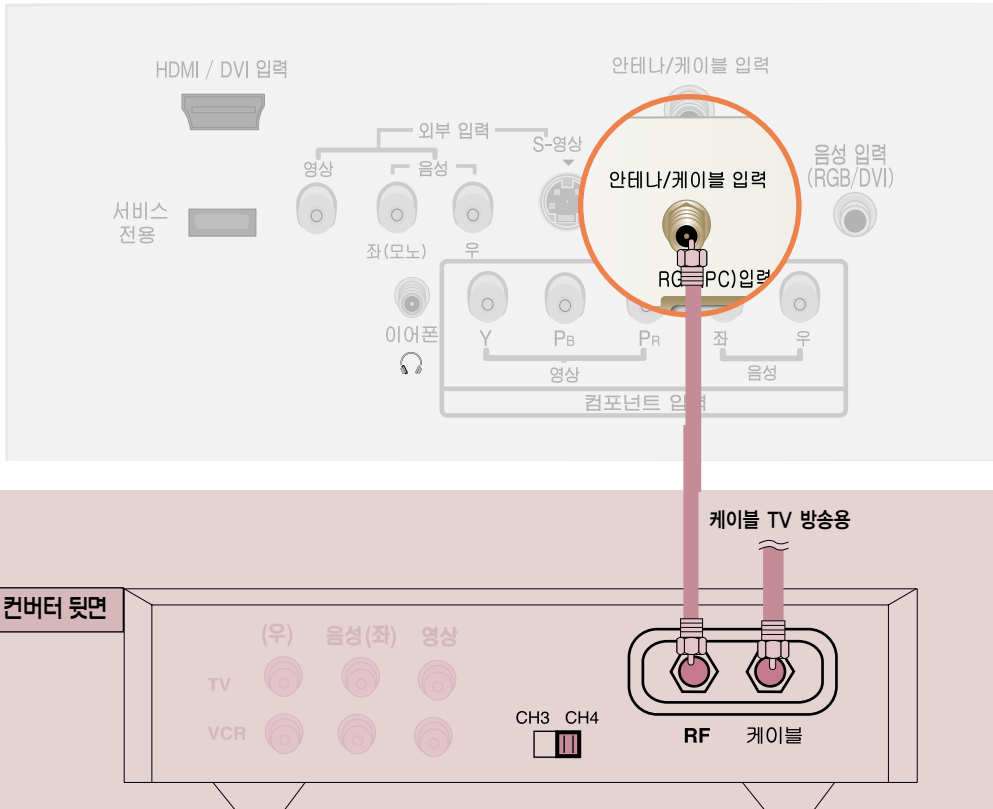 HDMI / DVI 입력
안테나/케이블 입력
외부 입력
S-영상
음성 입력
(RGB/DVI)
영상
음성
안테나/케이블 입력
서비스
전용
좌(모노)
우
(PC)입력
이어폰
Y
PB
PR
좌
우
영상
음성
컴포넌트
케이블 TV 방송용
컨버터 뒷면
(우)
음성(좌)
영상
TV
VCR
CH3
CH4
RF
케이블